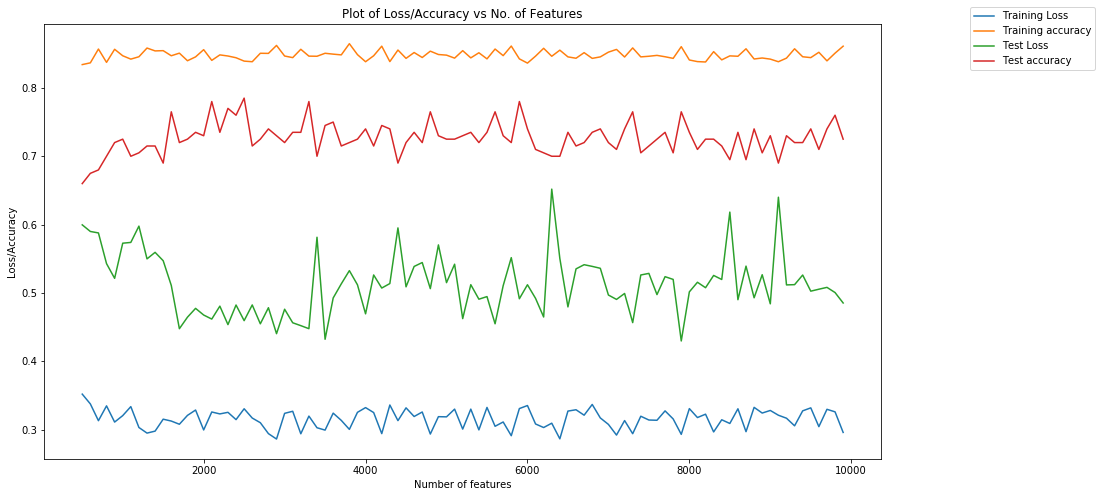 Plot of Loss/Accuracy vs No. of Features
Training Loss
Training accuracy
Test Loss
Test accuracy
Loss/Accuracy
0.8
0.7
0.6
0.5
0.4
0.3
2000
4000
6000
8000
10000
Number of features